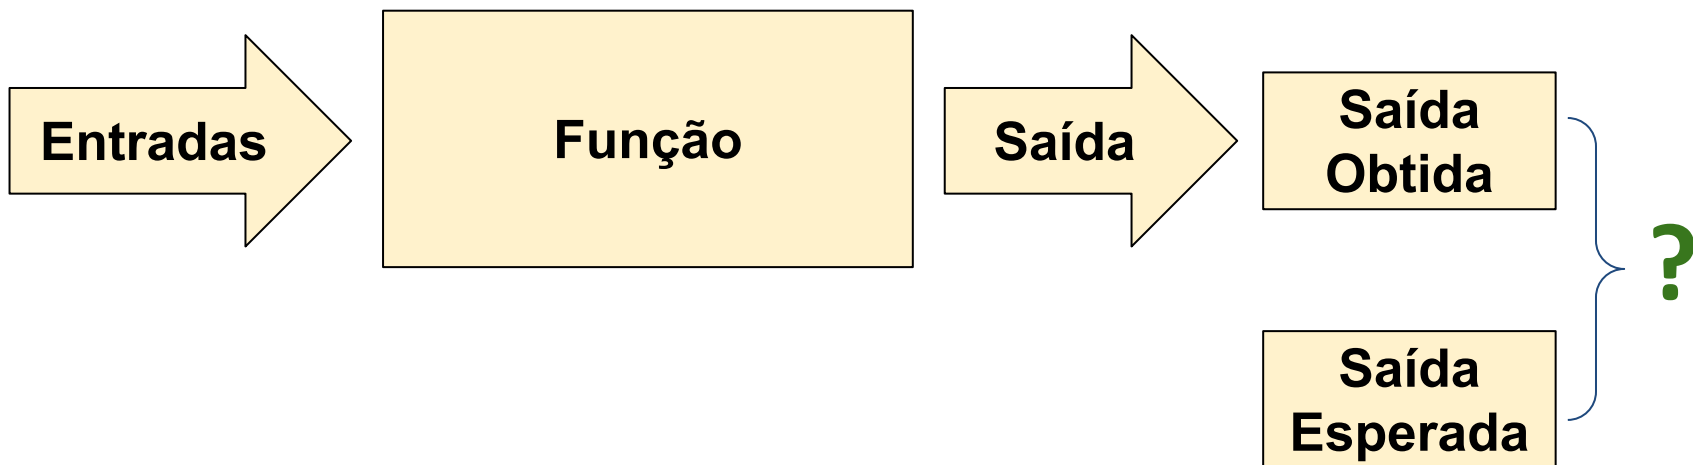 Entradas
Função
Saída
Saída
Obtida
?
Saída
Esperada